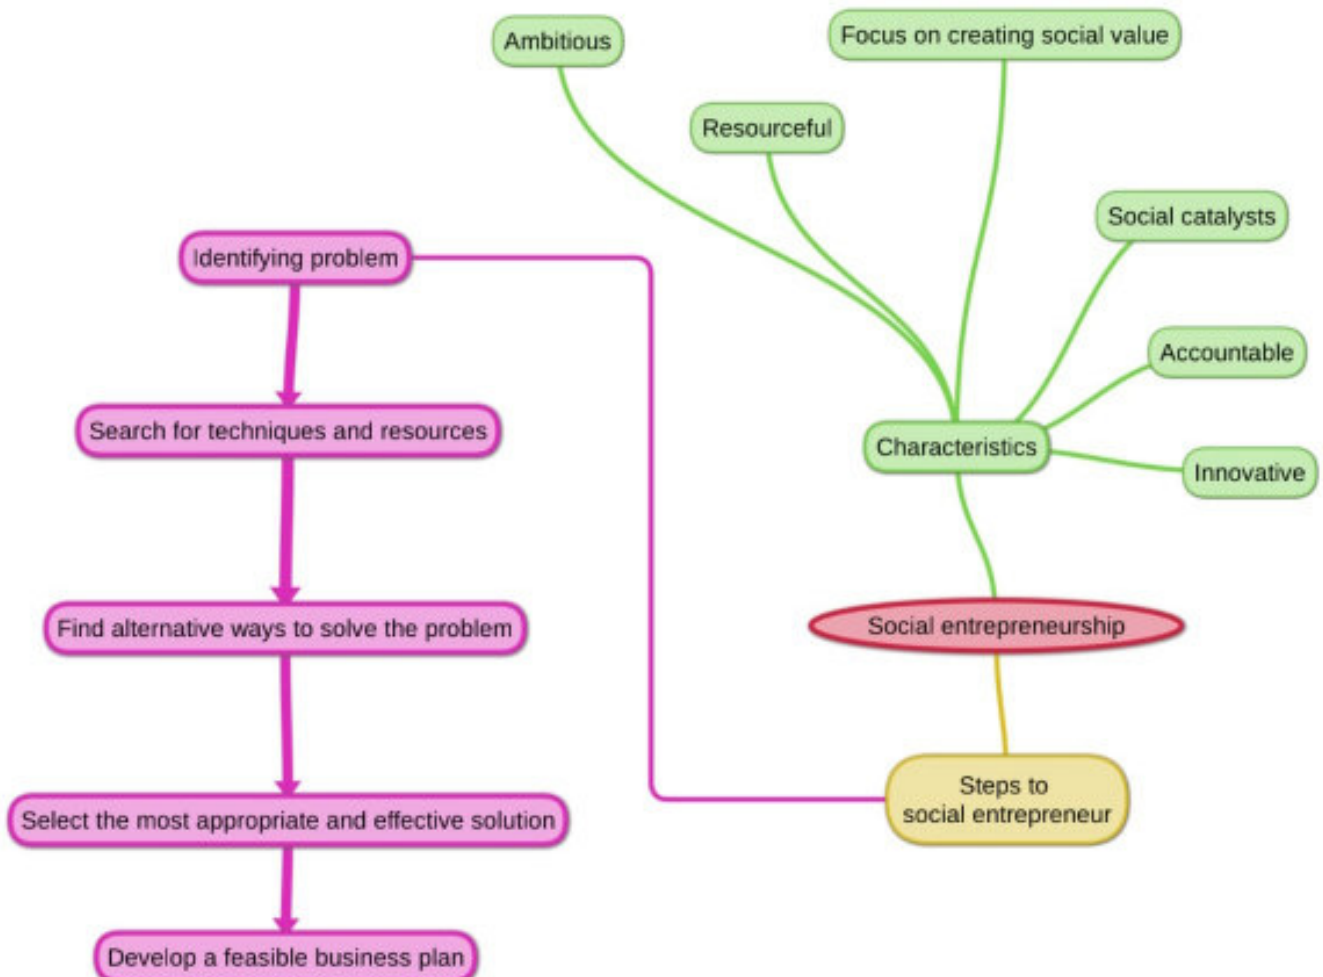 Ambitious
Focus on creating social value
Resourceful
Social catalysts
Identifying problem
Accountable
Search for techniques and resources
Characteristics
Innovative
Find alternative ways to solve the problem
Social entrepreneurship
Steps to
social entrepreneur
Select the most appropriate and effective solution
Develop a feasible business plan